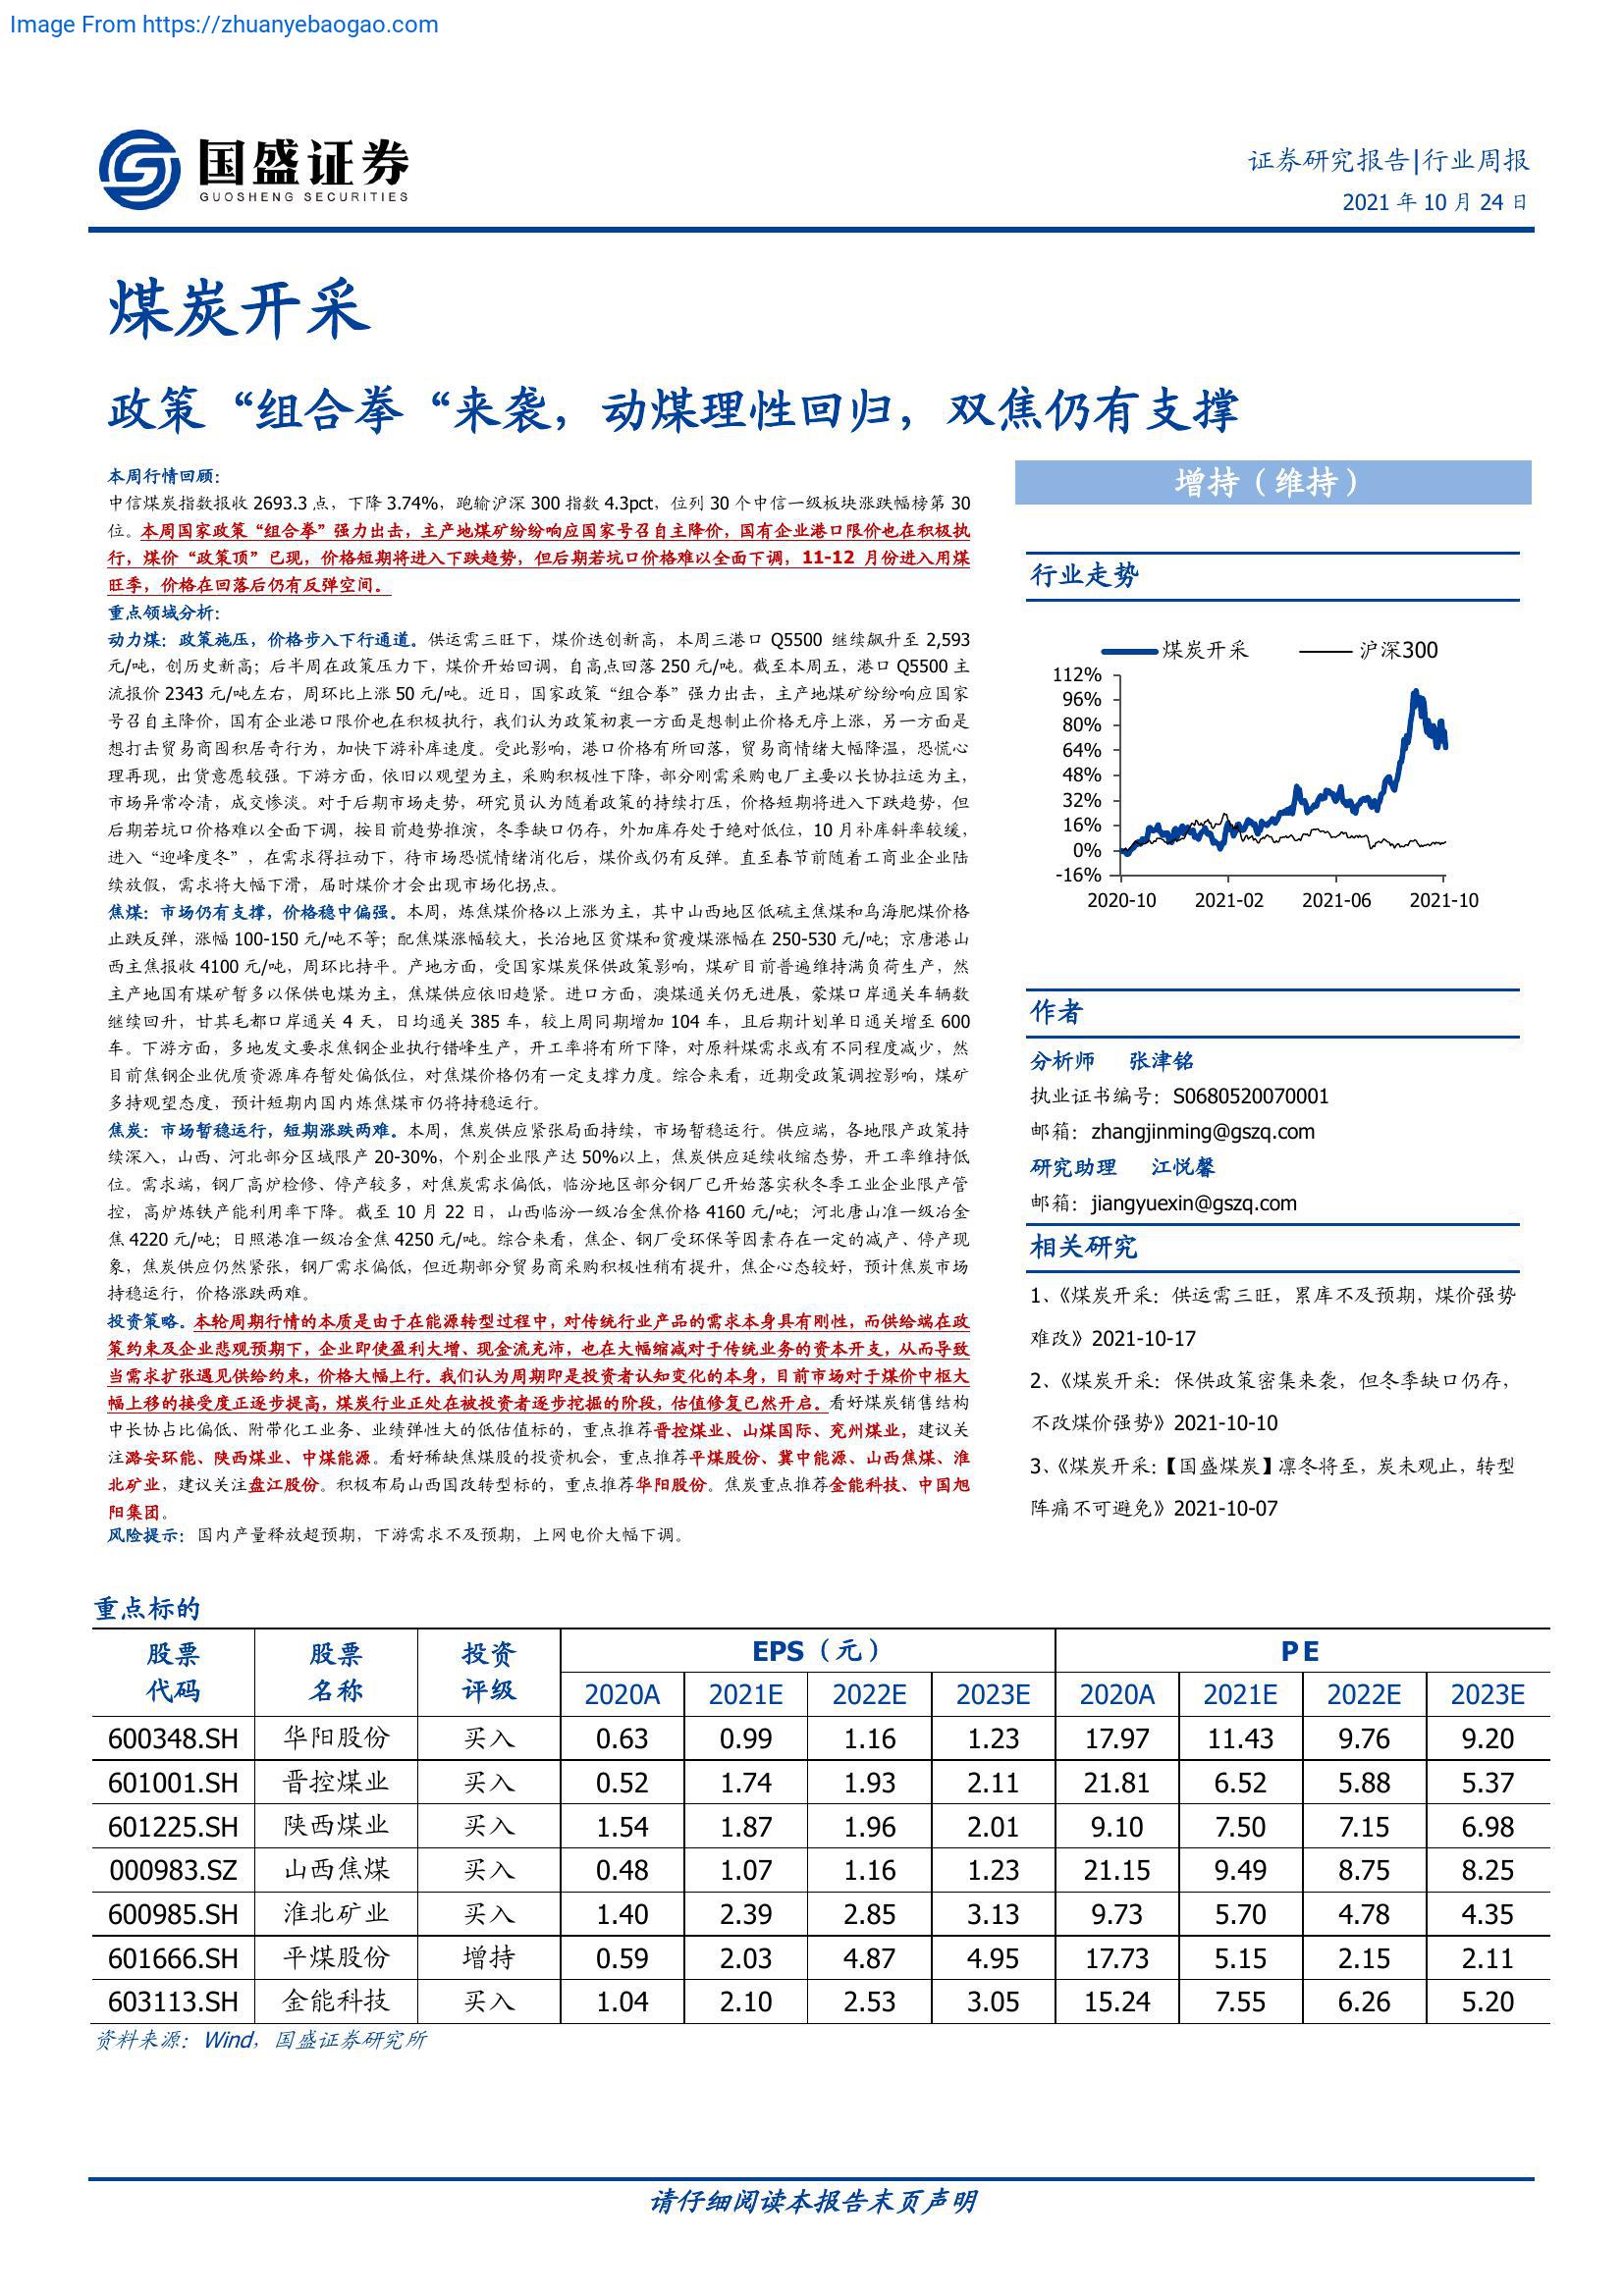 Image From https://zhuanyebaogao.com
国盛证券
GUOSHENG SECURITIES
证券研究报告|行业周报
2021 年 10 月 24 日
煤炭开采
政策“组合拳“来袭，动煤理性回归，双焦仍有支撑
本周行情回顾：
中信煤炭指数报收 2693.3 点，下降 3.74%，跑输沪深 300 指数 4.3pct，位列 30 个中信一级板块涨跌幅榜第 30
位。本周国家政策“组合拳”强力出击，主产地煤矿纷纷响应国家号召自主降价，国有企业港口限价也在积极执
行，煤价“政策顶”已现，价格短期将进入下跌趋势，但后期若坑口价格难以全面下调，11-12 月份进入用煤
旺季，价格在回落后仍有反弹空间。
重点领域分析：
动力煤：政策施压，价格步入下行通道。供运需三旺下，煤价迭创新高，本周三港口 Q5500 继续飙升至 2,593
元/吨，创历史新高；后半周在政策压力下，煤价开始回调，自高点回落 250 元/吨。截至本周五，港口 Q5500 主
流报价 2343 元/吨左右，周环比上涨 50 元/吨。近日，国家政策“组合拳”强力出击，主产地煤矿纷纷响应国家
号召自主降价，国有企业港口限价也在积极执行，我们认为政策初衷一方面是想制止价格无序上涨，另一方面是
想打击贸易商囤积居奇行为，加快下游补库速度。受此影响，港口价格有所回落，贸易商情绪大幅降温，恐慌心
理再现，出货意愿较强。下游方面，依旧以观望为主，采购积极性下降，部分刚需采购电厂主要以长协拉运为主，
市场异常冷清，成交惨淡。对于后期市场走势，研究员认为随着政策的持续打压，价格短期将进入下跌趋势，但
后期若坑口价格难以全面下调，按目前趋势推演，冬季缺口仍存，外加库存处于绝对低位，10 月补库斜率较缓，
进入“迎峰度冬”，在需求得拉动下，待市场恐慌情绪消化后，煤价或仍有反弹。直至春节前随着工商业企业陆
续放假，需求将大幅下滑，届时煤价才会出现市场化拐点。
焦煤：市场仍有支撑，价格稳中偏强。本周，炼焦煤价格以上涨为主，其中山西地区低硫主焦煤和乌海肥煤价格
止跌反弹，涨幅 100-150 元/吨不等；配焦煤涨幅较大，长治地区贫煤和贫瘦煤涨幅在 250-530 元/吨；京唐港山
西主焦报收 4100 元/吨，周环比持平。产地方面，受国家煤炭保供政策影响，煤矿目前普遍维持满负荷生产，然
主产地国有煤矿暂多以保供电煤为主，焦煤供应依旧趋紧。进口方面，澳煤通关仍无进展，蒙煤口岸通关车辆数
继续回升，甘其毛都口岸通关 4 天，日均通关 385 车，较上周同期增加 104 车，且后期计划单日通关增至 600
车。下游方面，多地发文要求焦钢企业执行错峰生产，开工率将有所下降，对原料煤需求或有不同程度减少，然
目前焦钢企业优质资源库存暂处偏低位，对焦煤价格仍有一定支撑力度。综合来看，近期受政策调控影响，煤矿
多持观望态度，预计短期内国内炼焦煤市仍将持稳运行。
焦炭：市场暂稳运行，短期涨跌两难。本周，焦炭供应紧张局面持续，市场暂稳运行。供应端，各地限产政策持
续深入，山西、河北部分区域限产 20-30%，个别企业限产达 50%以上，焦炭供应延续收缩态势，开工率维持低
位。需求端，钢厂高炉检修、停产较多，对焦炭需求偏低，临汾地区部分钢厂已开始落实秋冬季工业企业限产管
控，高炉炼铁产能利用率下降。截至 10 月 22 日，山西临汾一级冶金焦价格 4160 元/吨；河北唐山准一级冶金
焦 4220 元/吨；日照港准一级冶金焦 4250 元/吨。综合来看，焦企、钢厂受环保等因素存在一定的减产、停产现
象，焦炭供应仍然紧张，钢厂需求偏低，但近期部分贸易商采购积极性稍有提升，焦企心态较好，预计焦炭市场
持稳运行，价格涨跌两难。
投资策略。本轮周期行情的本质是由于在能源转型过程中，对传统行业产品的需求本身具有刚性，而供给端在政
策约束及企业悲观预期下，企业即使盈利大增、现金流充沛，也在大幅缩减对于传统业务的资本开支，从而导致
当需求扩张遇见供给约束，价格大幅上行。我们认为周期即是投资者认知变化的本身，目前市场对于煤价中枢大
幅上移的接受度正逐步提高，煤炭行业正处在被投资者逐步挖掘的阶段，估值修复已然开启。看好煤炭销售结构
中长协占比偏低、附带化工业务、业绩弹性大的低估值标的，重点推荐晋控煤业、山煤国际、兖州煤业，建议关
注潞安环能、陕西煤业、中煤能源。看好稀缺焦煤股的投资机会，重点推荐平煤股份、冀中能源、山西焦煤、淮
北矿业，建议关注盘江股份。积极布局山西国改转型标的，重点推荐华阳股份。焦炭重点推荐金能科技、中国旭
阳集团。
风险提示：国内产量释放超预期，下游需求不及预期，上网电价大幅下调。
增持（维持）
行业走势
煤炭开采 沪深300
112%
96%
80%
64%
48%
32%
16%
0%
-16%
2020-10 2021-02 2021-06 2021-10
作者
分析师 张津铭
执业证书编号：S0680520070001
邮箱：zhangjinming@gszq.com
研究助理 江悦馨
邮箱：jiangyuexin@gszq.com
相关研究
1、《煤炭开采：供运需三旺，累库不及预期，煤价强势
难改》2021-10-17
2、《煤炭开采：保供政策密集来袭，但冬季缺口仍存，
不改煤价强势》2021-10-10
3、《煤炭开采：【国盛煤炭】凛冬将至，炭未观止，转型
阵痛不可避免》2021-10-07
重点标的
股票 股票 投资 EPS（元） PE
代码 名称 评级 2020A 2021E 2022E 2023E 2020A 2021E 2022E 2023E
600348.SH 华阳股份 买入 0.63 0.99 1.16 1.23 17.97 11.43 9.76 9.20
601001.SH 晋控煤业 买入 0.52 1.74 1.93 2.11 21.81 6.52 5.88 5.37
601225.SH 陕西煤业 买入 1.54 1.87 1.96 2.01 9.10 7.50 7.15 6.98
000983.SZ 山西焦煤 买入 0.48 1.07 1.16 1.23 21.15 9.49 8.75 8.25
600985.SH 淮北矿业 买入 1.40 2.39 2.85 3.13 9.73 5.70 4.78 4.35
601666.SH 平煤股份 增持 0.59 2.03 4.87 4.95 17.73 5.15 2.15 2.11
603113.SH 金能科技 买入 1.04 2.10 2.53 3.05 15.24 7.55 6.26 5.20
资料来源：Wind，国盛证券研究所
请仔细阅读本报告末页声明